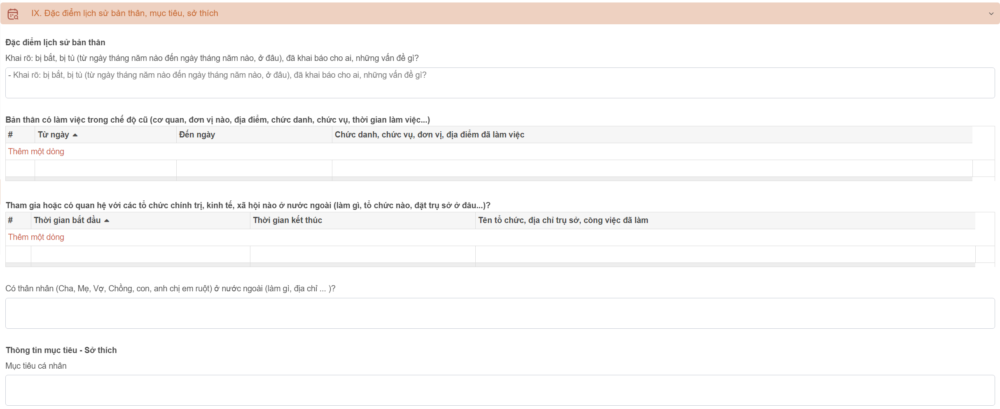 IX. Đặc điểm lịch sử bản thân, mục tiêu, sở thích
Đặc điểm lịch sử bản thân
Khai rõ: bị bắt, bị tù (từ ngày tháng năm nào đến ngày tháng năm nào, ở đâu), đã khai báo cho ai, những vấn đề gì?
- Khai rõ: bị bắt, bị tù (từ ngày tháng năm nào đến ngày tháng năm nào, ở đâu), đã khai báo cho ai, những vấn đề gì?
Bản thân có làm việc trong chế độ cũ (cơ quan, đơn vị nào, địa điểm, chức danh, chức vụ, thời gian làm việc...)
# Từ ngày Đến ngày Chức danh, chức vụ, đơn vị, địa điểm đã làm việc
Thêm một dòng
Tham gia hoặc có quan hệ với các tổ chức chính trị, kinh tế, xã hội nào ở nước ngoài (làm gì, tổ chức nào, đặt trụ sở ở đâu...)?
# Thời gian bắt đầu Thời gian kết thúc Tên tổ chức, địa chỉ trụ sở, công việc đã làm
Thêm một dòng
Có thân nhân (Cha, Mẹ, Vợ, Chồng, con, anh chị em ruột) ở nước ngoài (làm gì, địa chỉ ... )?
Thông tin mục tiêu - Sở thích
Mục tiêu cá nhân